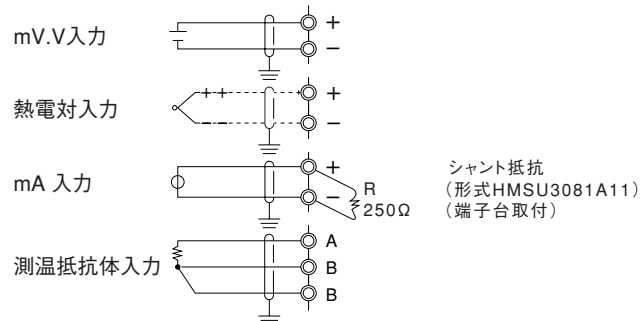 mV.V入力
+
−
熱電対入力
++
−−
+
−
mA 入力
+
−
R
250Ω
シャント抵抗
(形式HMSU3081A11)
(端子台取付)
測温抵抗体入力
A
B
B